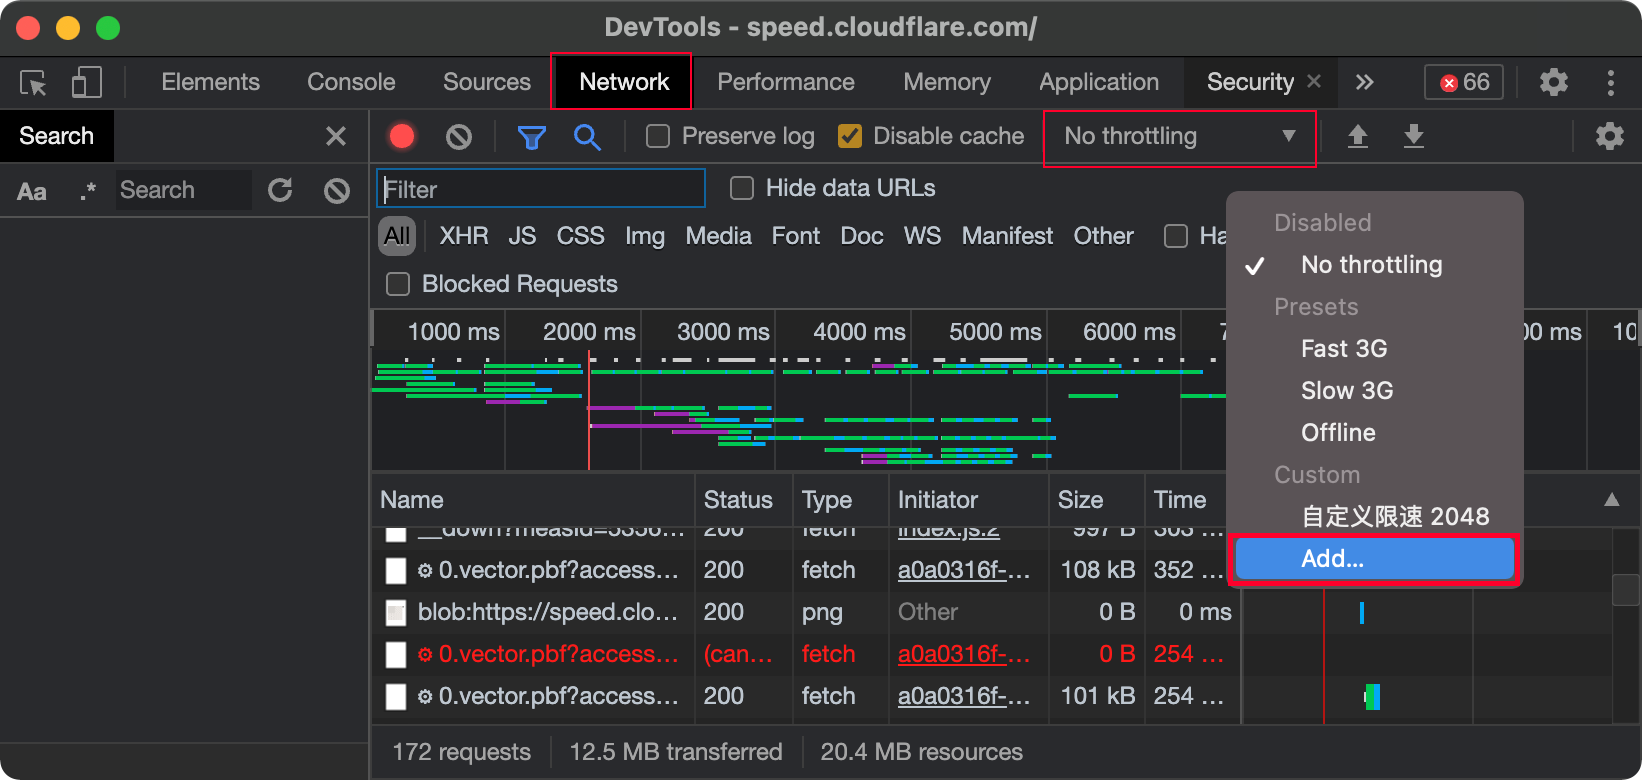 DevTools - speed.cloudflare.com/
Elements Console Sources Network Performance Memory Application Security × » 66
Search × Preserve log Disable cache No throttling ▼
Aa .* Search Filter Hide data URLs
All XHR JS CSS Img Media Font Doc WS Manifest Other Ha
Blocked Requests
Disabled
✓ No throttling
Presets
Fast 3G
Slow 3G
Offline
Custom
自定义限速 2048
Add...
1000 ms 2000 ms 3000 ms 4000 ms 5000 ms 6000 ms 7 00 ms 10
Name Status Type Initiator Size Time ▲
__down?measId=5356... 200 fetch index.js:2 997 B 303 ...
0.vector.pbf?access... 200 fetch a0a0316f-... 108 kB 352 ...
blob:https://speed.clo... 200 png Other 0 B 0 ms
0.vector.pbf?access... (can... fetch a0a0316f-... 0 B 254 ...
0.vector.pbf?access... 200 fetch a0a0316f-... 101 kB 254 ...
172 requests 12.5 MB transferred 20.4 MB resources